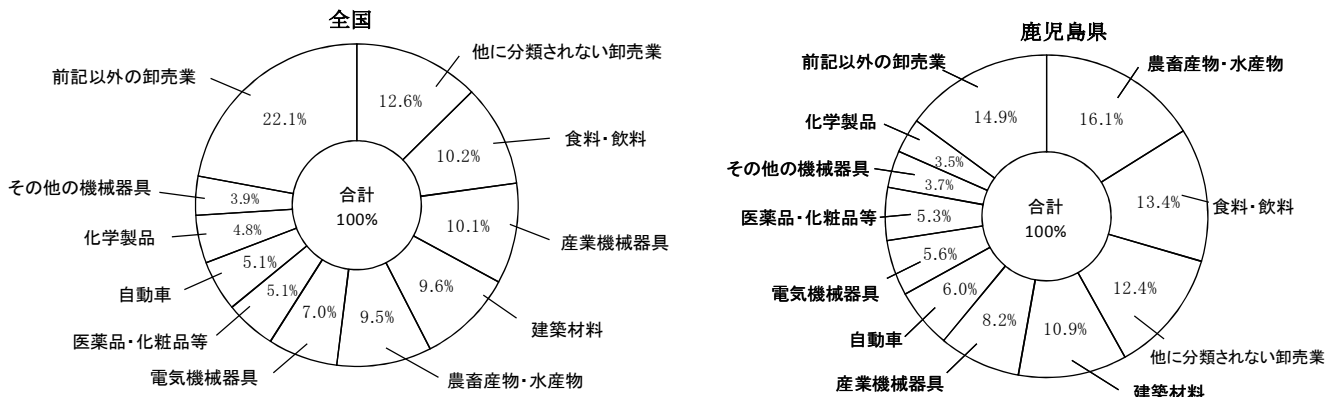 全国
他に分類されない卸売業
12.6%
食料・飲料
10.2%
産業機械器具
10.1%
建築材料
9.6%
農畜産物・水産物
9.5%
電気機械器具
7.0%
医薬品・化粧品等
5.1%
自動車
5.1%
化学製品
4.8%
その他の機械器具
3.9%
前記以外の卸売業
22.1%
合計
100%
鹿児島県
農畜産物・水産物
16.1%
食料・飲料
13.4%
他に分類されない卸売業
12.4%
建築材料
10.9%
産業機械器具
8.2%
自動車
6.0%
電気機械器具
5.6%
医薬品・化粧品等
5.3%
その他の機械器具
3.7%
化学製品
3.5%
前記以外の卸売業
14.9%
合計
100%